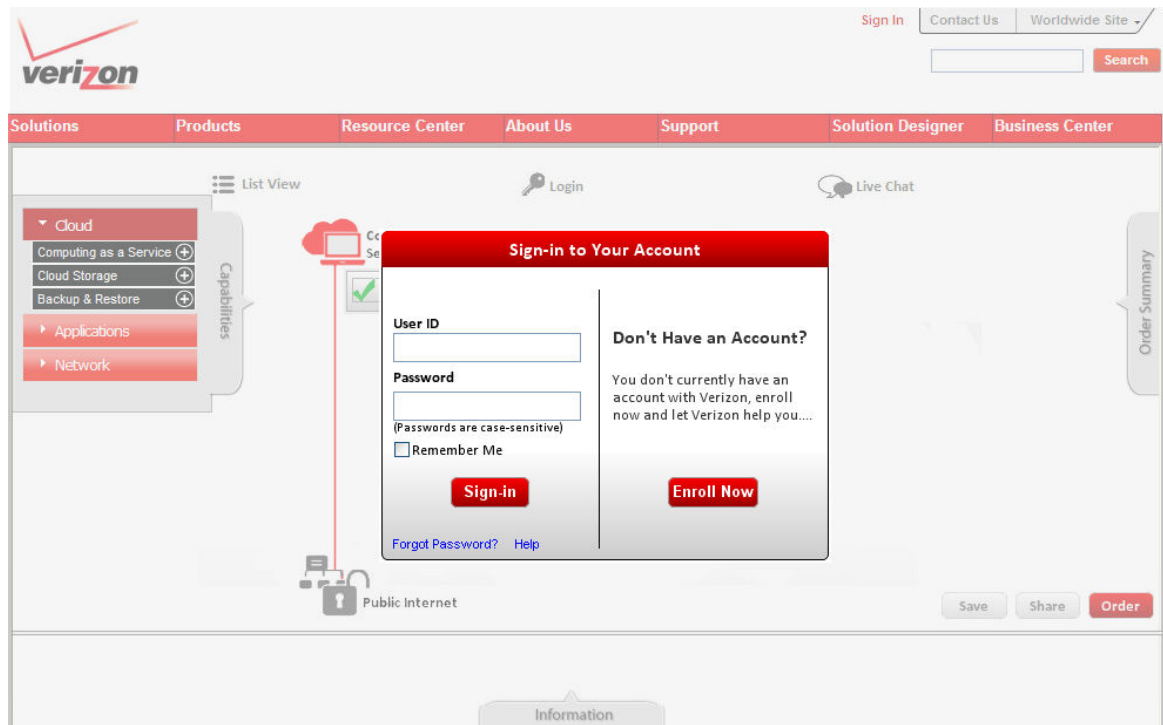 Sign In Contact Us Worldwide Site
verizon
Search
Solutions Products Resource Center About Us Support Solution Designer Business Center
List View Login Live Chat
Cloud
Computing as a Service
Cloud Storage
Backup & Restore
Applications
Network
Capabilities
Sign-in to Your Account
User ID
Password
(Passwords are case-sensitive)
Remember Me
Sign-in
Forgot Password? Help
Don't Have an Account?
You don't currently have an
account with Verizon, enroll
now and let Verizon help you....
Enroll Now
Order Summary
Public Internet
Save Share Order
Information